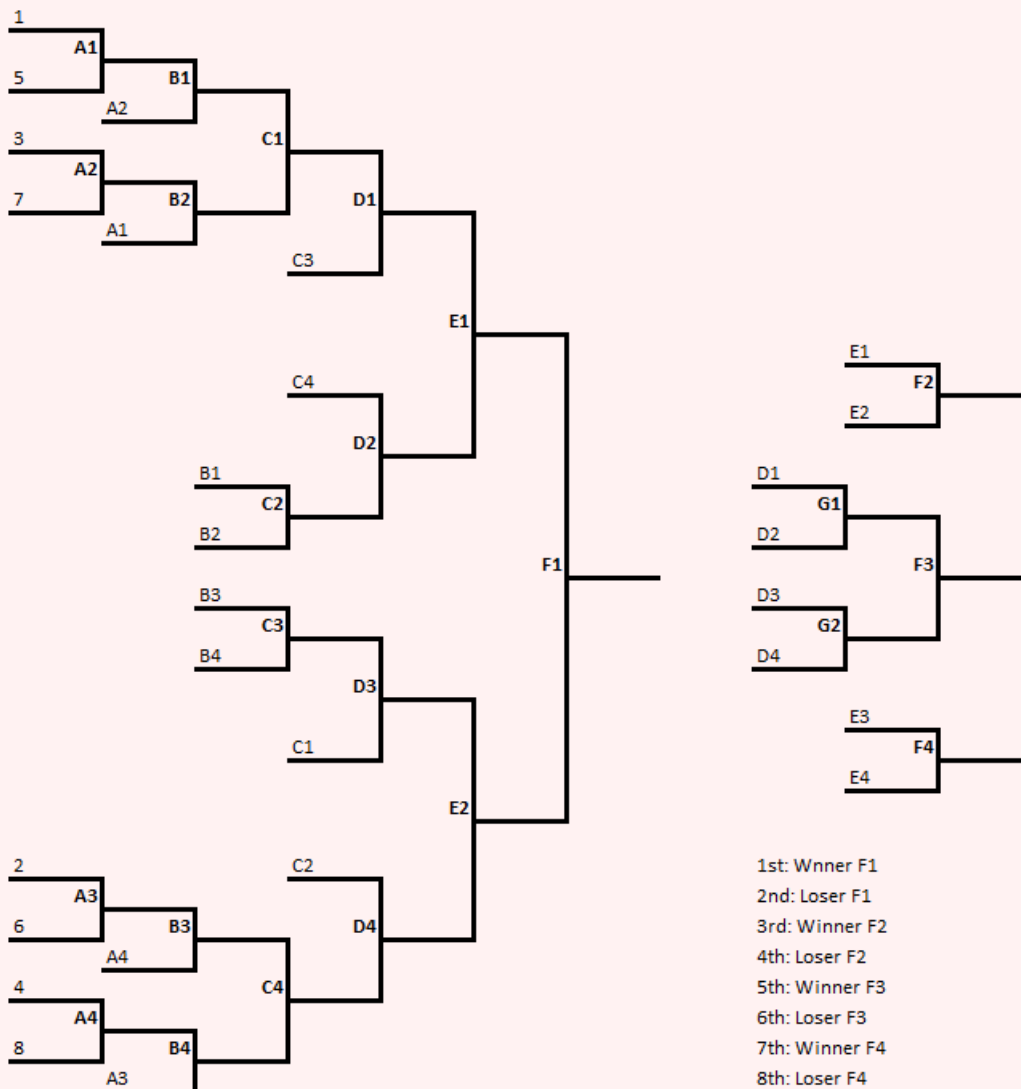 1
A1
5
B1
A2
3
C1
A2
7
B2
D1
A1
C3
E1
C4
D2
B1
C2
B2
F1
B3
C3
B4
D3
C1
E2
2
C2
A3
6
B3
D4
A4
4
C4
A4
8
B4
A3
E1
F2
E2
D1
G1
D2
F3
D3
G2
D4
E3
F4
E4
1st: Wnner F1
2nd: Loser F1
3rd: Winner F2
4th: Loser F2
5th: Winner F3
6th: Loser F3
7th: Winner F4
8th: Loser F4